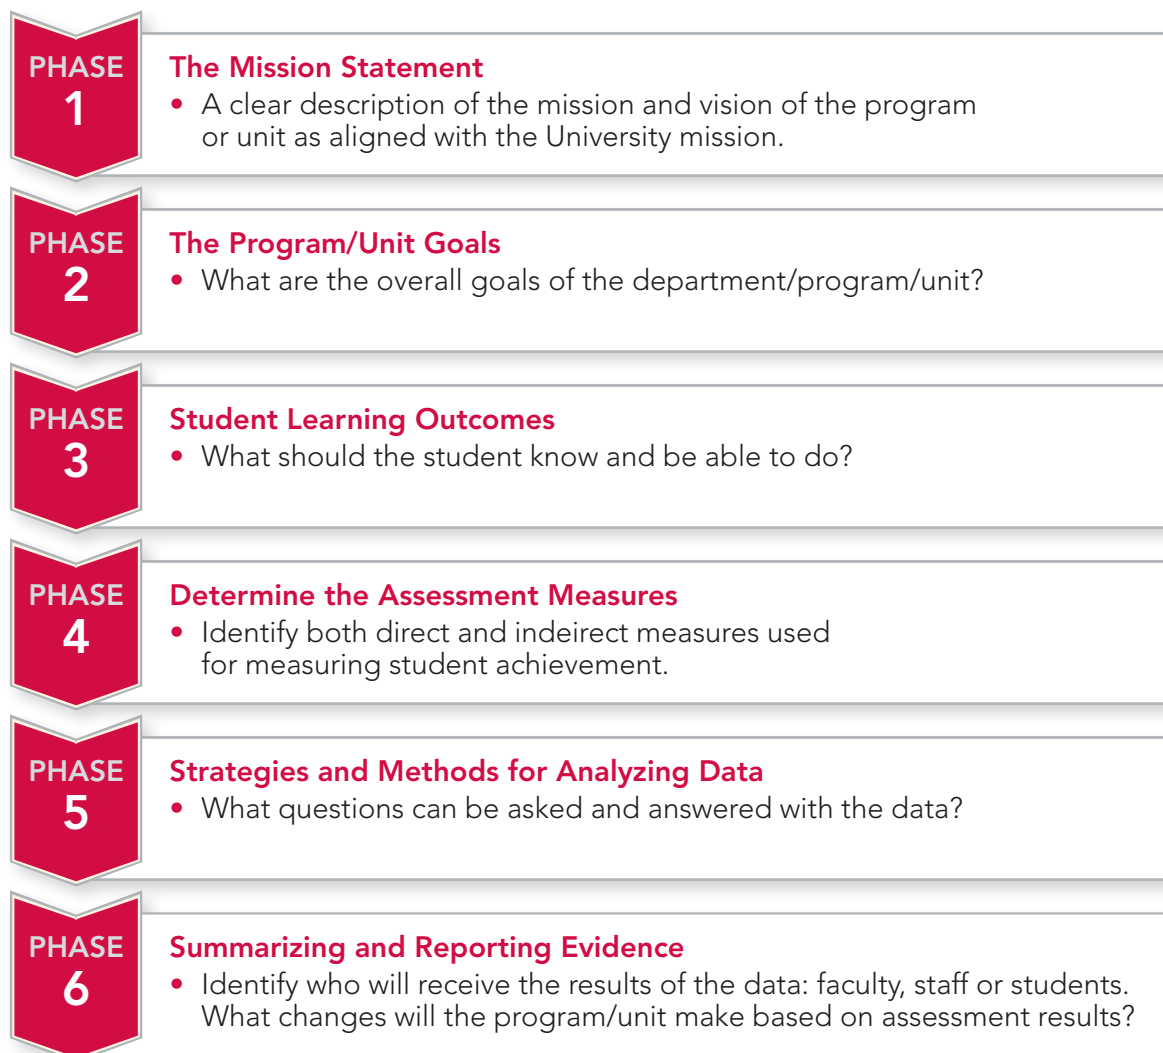 PHASE
1
The Mission Statement
• A clear description of the mission and vision of the program
or unit as aligned with the University mission.
PHASE
2
The Program/Unit Goals
• What are the overall goals of the department/program/unit?
PHASE
3
Student Learning Outcomes
• What should the student know and be able to do?
PHASE
4
Determine the Assessment Measures
• Identify both direct and indeirect measures used
for measuring student achievement.
PHASE
5
Strategies and Methods for Analyzing Data
• What questions can be asked and answered with the data?
PHASE
6
Summarizing and Reporting Evidence
• Identify who will receive the results of the data: faculty, staff or students.
What changes will the program/unit make based on assessment results?